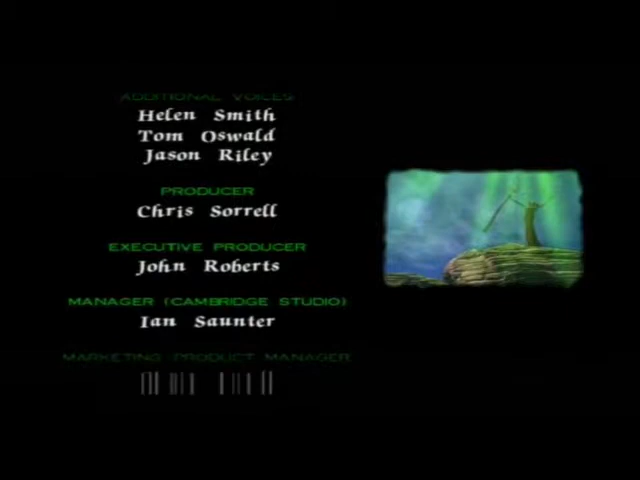 ADDITIONAL VOICES
Helen Smith
Tom Oswald
Jason Riley
PRODUCER
Chris Sorrell
EXECUTIVE PRODUCER
John Roberts
MANAGER (CAMBRIDGE STUDIO)
Ian Saunter
MARKETING PRODUCT MANAGER